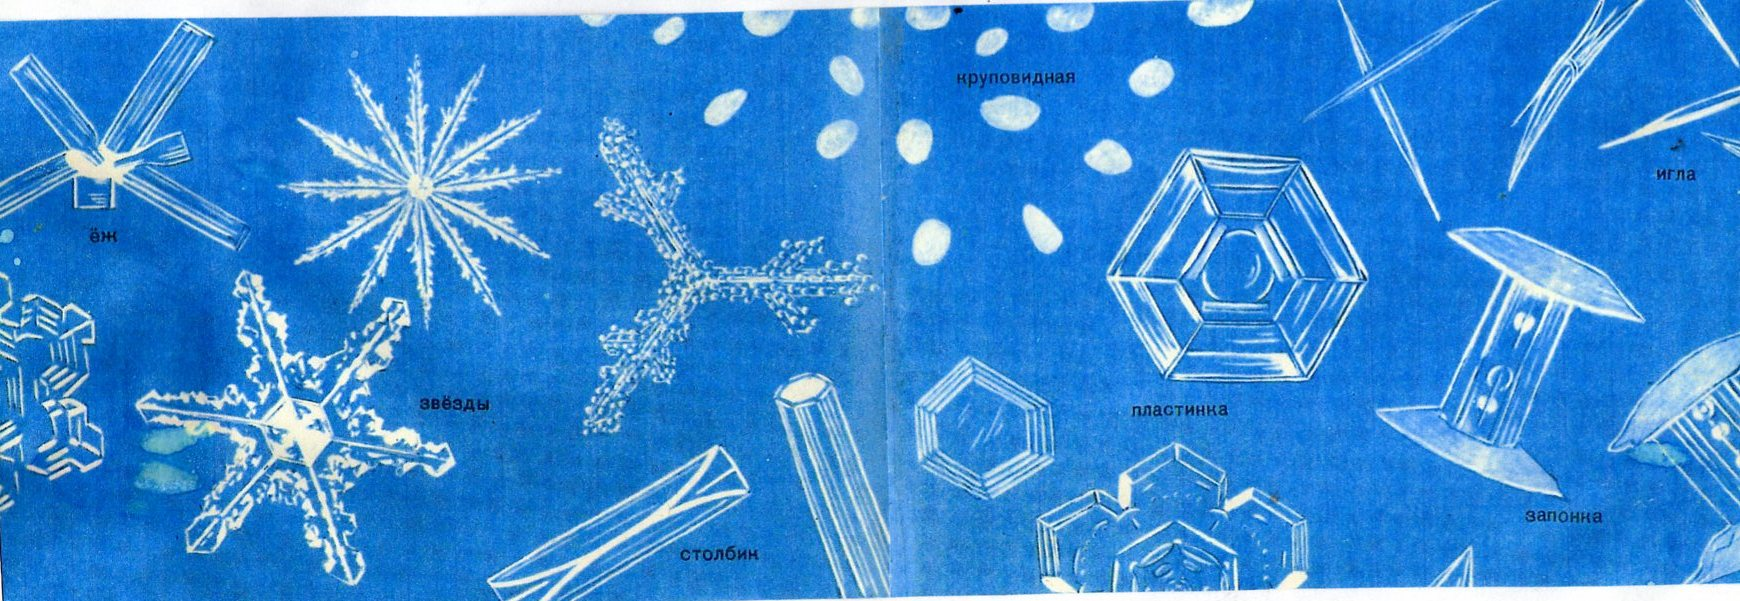 ёж
звёзды
столбик
круповидная
пластинка
игла
запонка